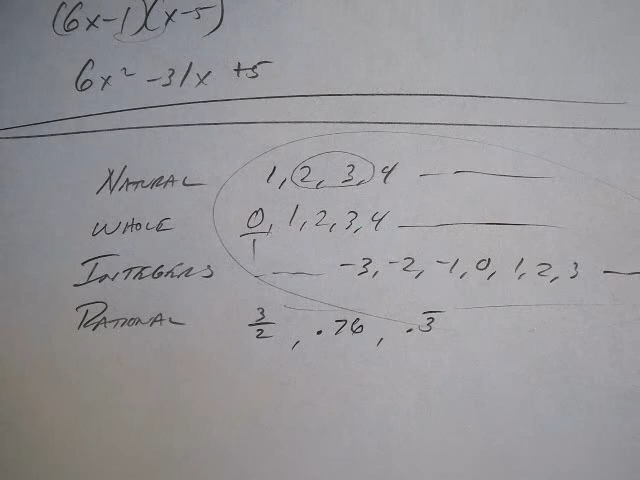 (6x-1)(x-5)
6x² -31x +5
NATURAL 1, 2, 3, 4 ——
WHOLE 0/1, 1, 2, 3, 4 ——
INTEGERS —— -3, -2, -1, 0, 1, 2, 3 ——
RATIONAL 3/2, .76, .3̅